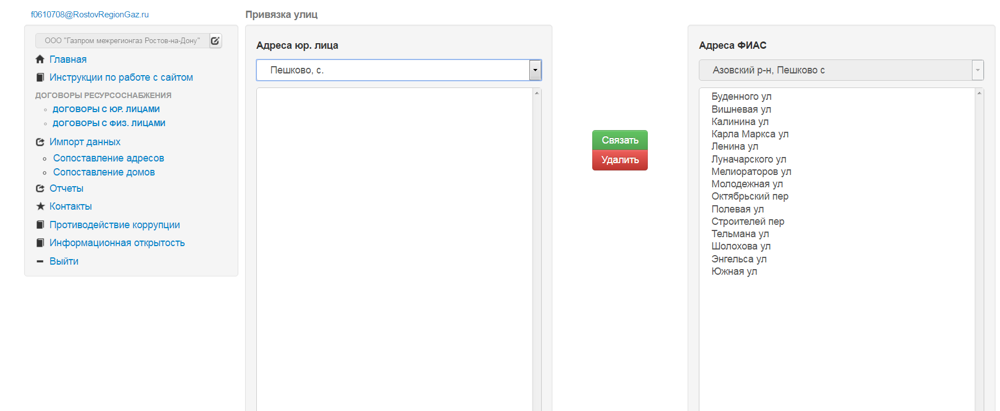 f0610708@RostovRegionGaz.ru
ООО "Газпром межрегионгаз Ростов-на-Дону"
Главная
Инструкции по работе с сайтом
ДОГОВОРЫ РЕСУРСОСНАБЖЕНИЯ
ДОГОВОРЫ С ЮР. ЛИЦАМИ
ДОГОВОРЫ С ФИЗ. ЛИЦАМИ
Импорт данных
Сопоставление адресов
Сопоставление домов
Отчеты
Контакты
Противодействие коррупции
Информационная открытость
Выйти
Привязка улиц
Адреса юр. лица
Пешково, с.
Связать
Удалить
Адреса ФИАС
Азовский р-н, Пешково с
Буденного ул
Вишневая ул
Калинина ул
Карла Маркса ул
Ленина ул
Луначарского ул
Мелиораторов ул
Молодежная ул
Октябрьский пер
Полевая ул
Строителей пер
Тельмана ул
Шолохова ул
Энгельса ул
Южная ул